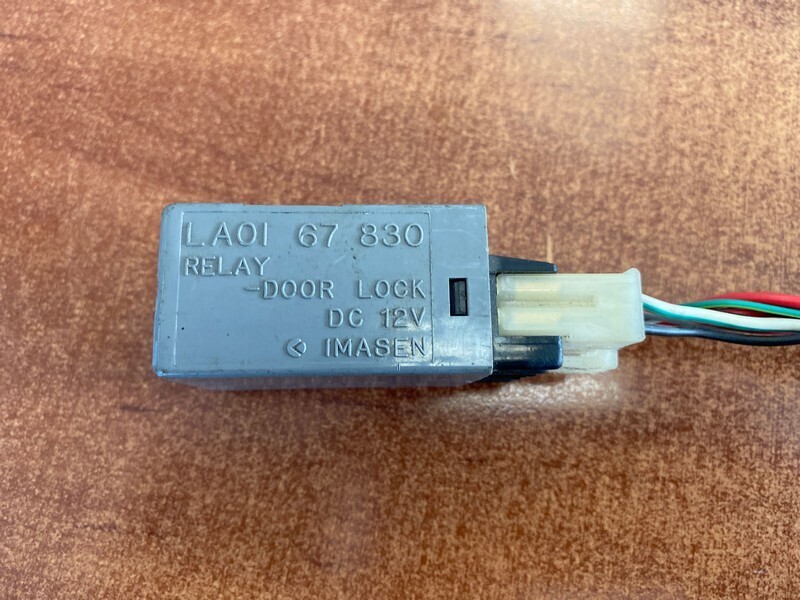 LA01 67 830
RELAY
-DOOR LOCK
DC 12V
IMASEN